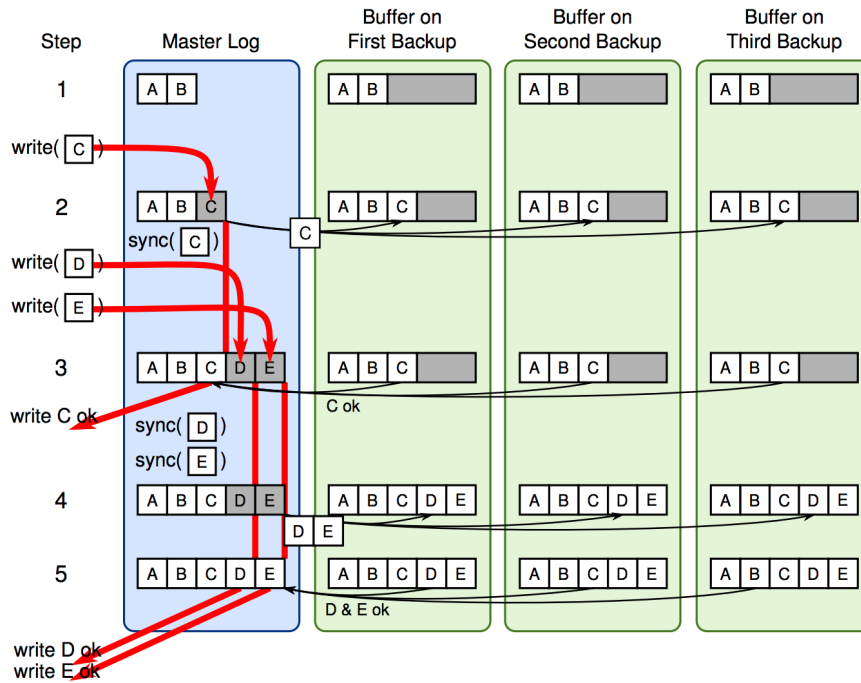 Step
Master Log
Buffer on
First Backup
Buffer on
Second Backup
Buffer on
Third Backup
1
A B
A B
A B
A B
write( C )
2
A B C
A B C
A B C
A B C
sync( C )
C
write( D )
write( E )
3
A B C D E
A B C
A B C
A B C
C ok
write C ok
sync( D )
sync( E )
4
A B C D E
A B C D E
A B C D E
A B C D E
D E
5
A B C D E
A B C D E
A B C D E
A B C D E
D & E ok
write D ok
write E ok